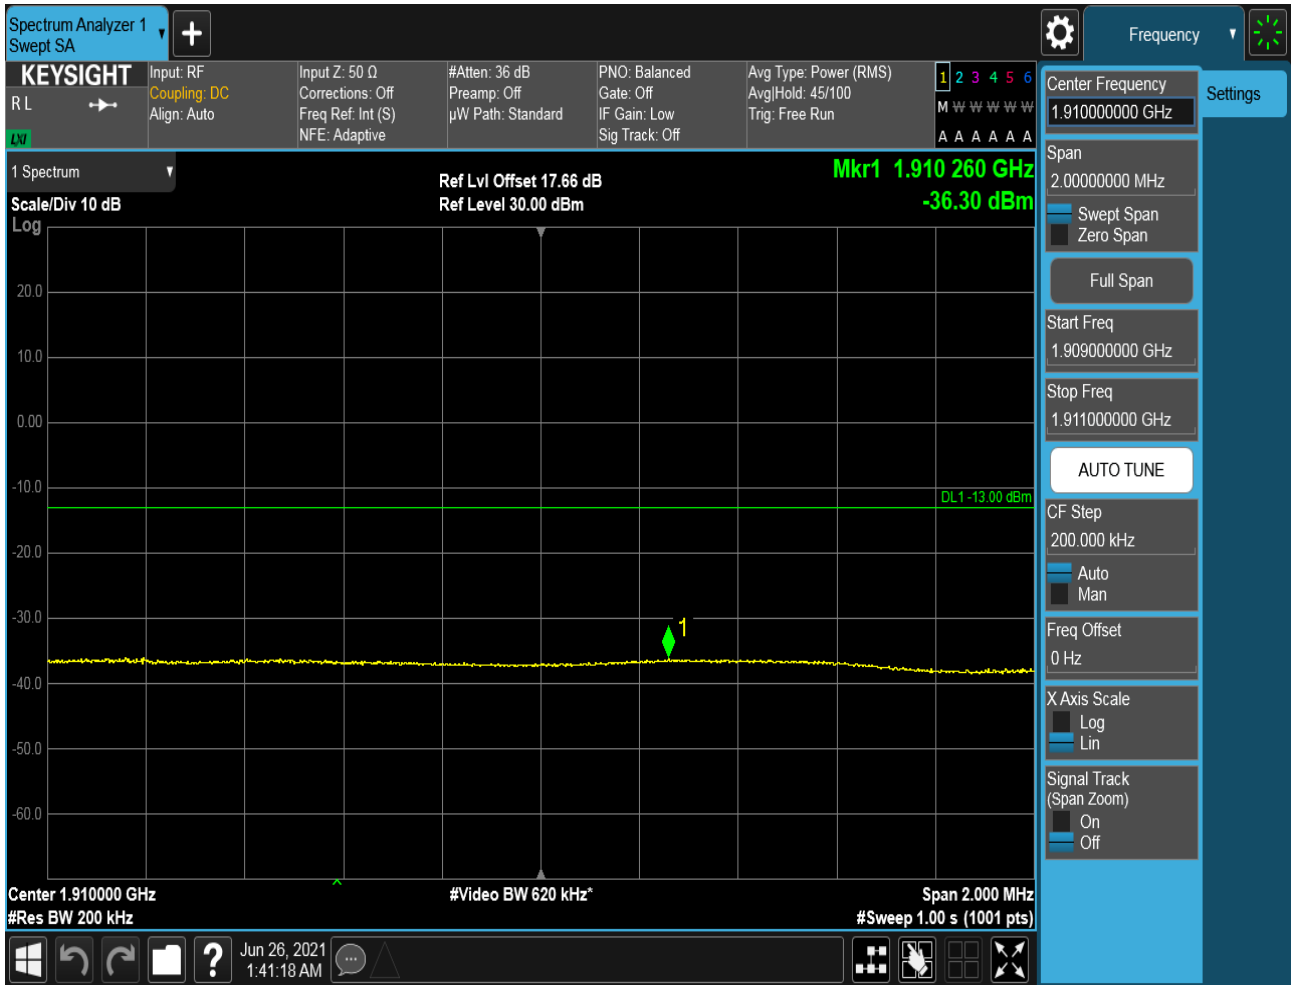 Spectrum Analyzer 1
Swept SA
Frequency
KEYSIGHT
R L
LXI
Input: RF
Coupling: DC
Align: Auto
Input Z: 50 Ω
Corrections: Off
Freq Ref: Int (S)
NFE: Adaptive
#Atten: 36 dB
Preamp: Off
µW Path: Standard
PNO: Balanced
Gate: Off
IF Gain: Low
Sig Track: Off
Avg Type: Power (RMS)
Avg|Hold: 45/100
Trig: Free Run
1 2 3 4 5 6
M W W W W W
A A A A A A
1 Spectrum
Scale/Div 10 dB
Log
Ref Lvl Offset 17.66 dB
Ref Level 30.00 dBm
Mkr1 1.910 260 GHz
-36.30 dBm
20.0
10.0
0.00
-10.0
DL1 -13.00 dBm
-20.0
-30.0
1
-40.0
-50.0
-60.0
Center 1.910000 GHz
#Res BW 200 kHz
#Video BW 620 kHz*
Span 2.000 MHz
#Sweep 1.00 s (1001 pts)
Jun 26, 2021
1:41:18 AM
Center Frequency
1.910000000 GHz
Settings
Span
2.00000000 MHz
Swept Span
Zero Span
Full Span
Start Freq
1.909000000 GHz
Stop Freq
1.911000000 GHz
AUTO TUNE
CF Step
200.000 kHz
Auto
Man
Freq Offset
0 Hz
X Axis Scale
Log
Lin
Signal Track
(Span Zoom)
On
Off